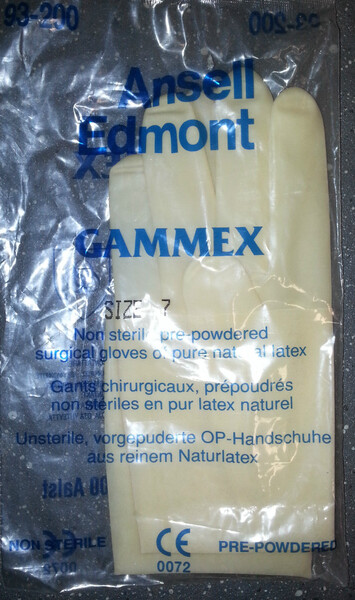 93-200
Ansell
Edmont
GAMMEX
SIZE 7
Non sterile pre-powdered
surgical gloves of pure natural latex
Gants chirurgicaux, prépoudrés
non stériles en pur latex naturel
Unsterile, vorgepuderte OP-Handschuhe
aus reinem Naturlatex
Aalst
NON STERILE CE PRE-POWDERED
0072 0072